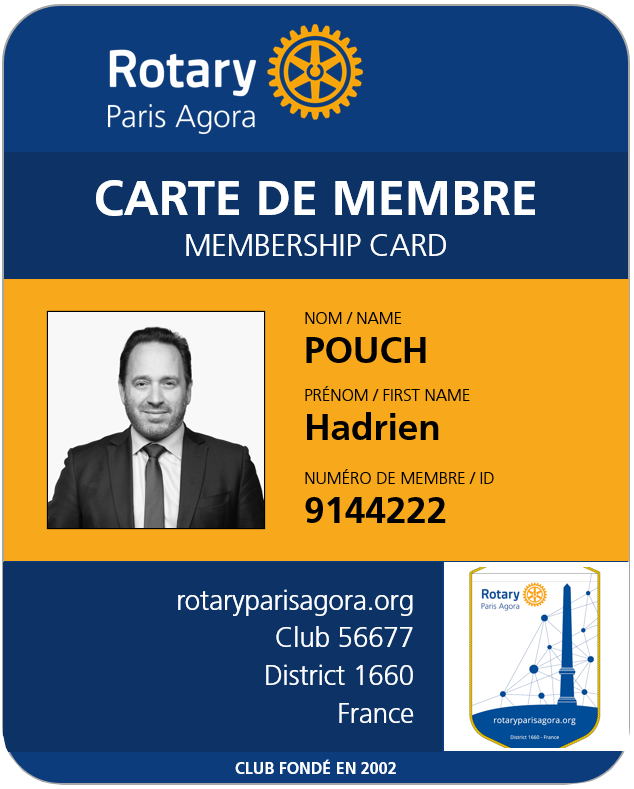 Rotary
Paris Agora
CARTE DE MEMBRE
MEMBERSHIP CARD
NOM / NAME
POUCH
PRÉNOM / FIRST NAME
Hadrien
NUMÉRO DE MEMBRE / ID
9144222
rotaryparisagora.org
Club 56677
District 1660
France
Rotary
Paris Agora
rotaryparisagora.org
District 1660 - France
CLUB FONDÉ EN 2002